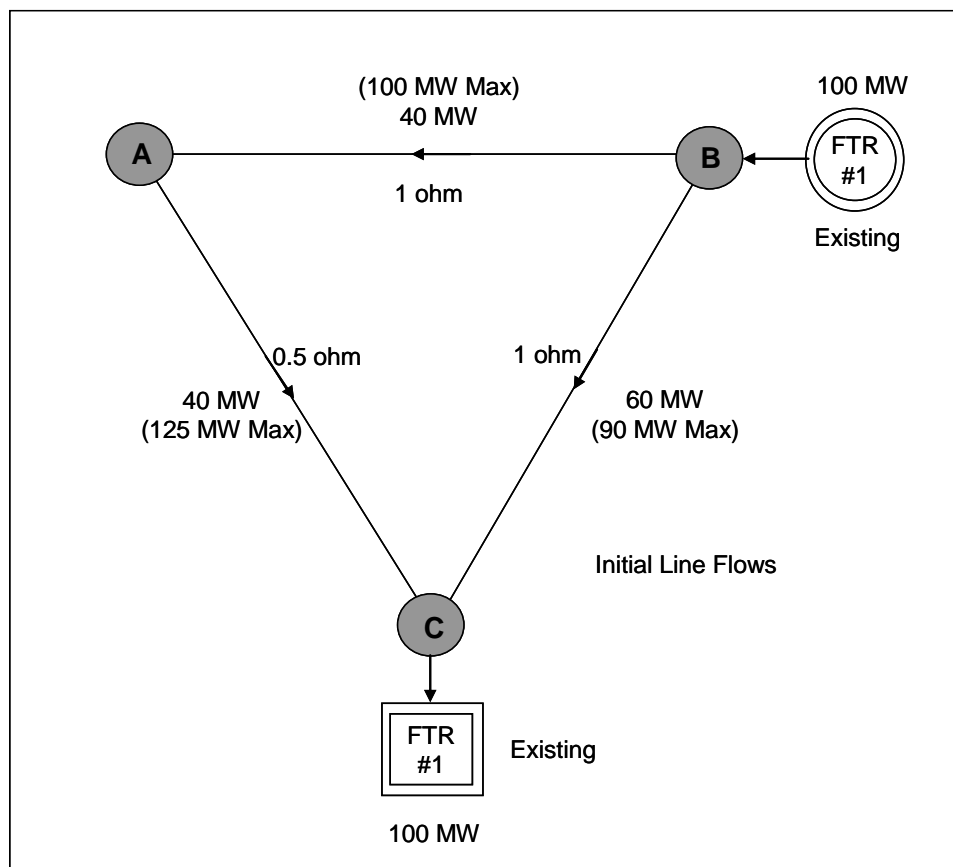 (100 MW Max)
40 MW
100 MW
A
B
FTR
#1
1 ohm
Existing
0.5 ohm
1 ohm
40 MW
(125 MW Max)
60 MW
(90 MW Max)
Initial Line Flows
C
FTR
#1
Existing
100 MW